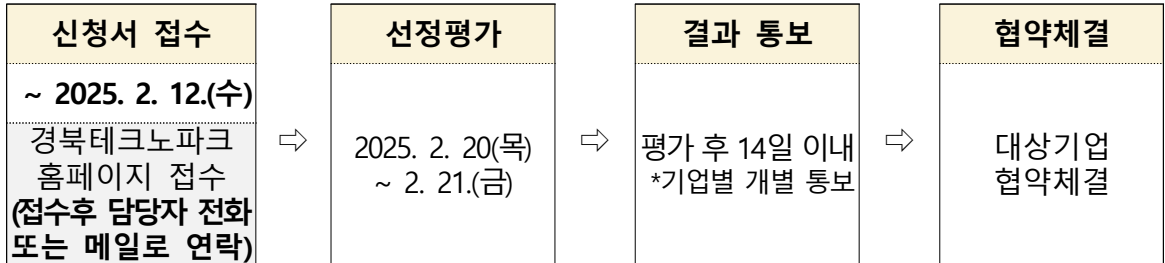 신청서 접수
~ 2025. 2. 12.(수)
경북테크노파크
홈페이지 접수
(접수후 담당자 전화
또는 메일로 연락)
⇨
선정평가
2025. 2. 20(목)
~ 2. 21.(금)
⇨
결과 통보
평가 후 14일 이내
*기업별 개별 통보
⇨
협약체결
대상기업
협약체결